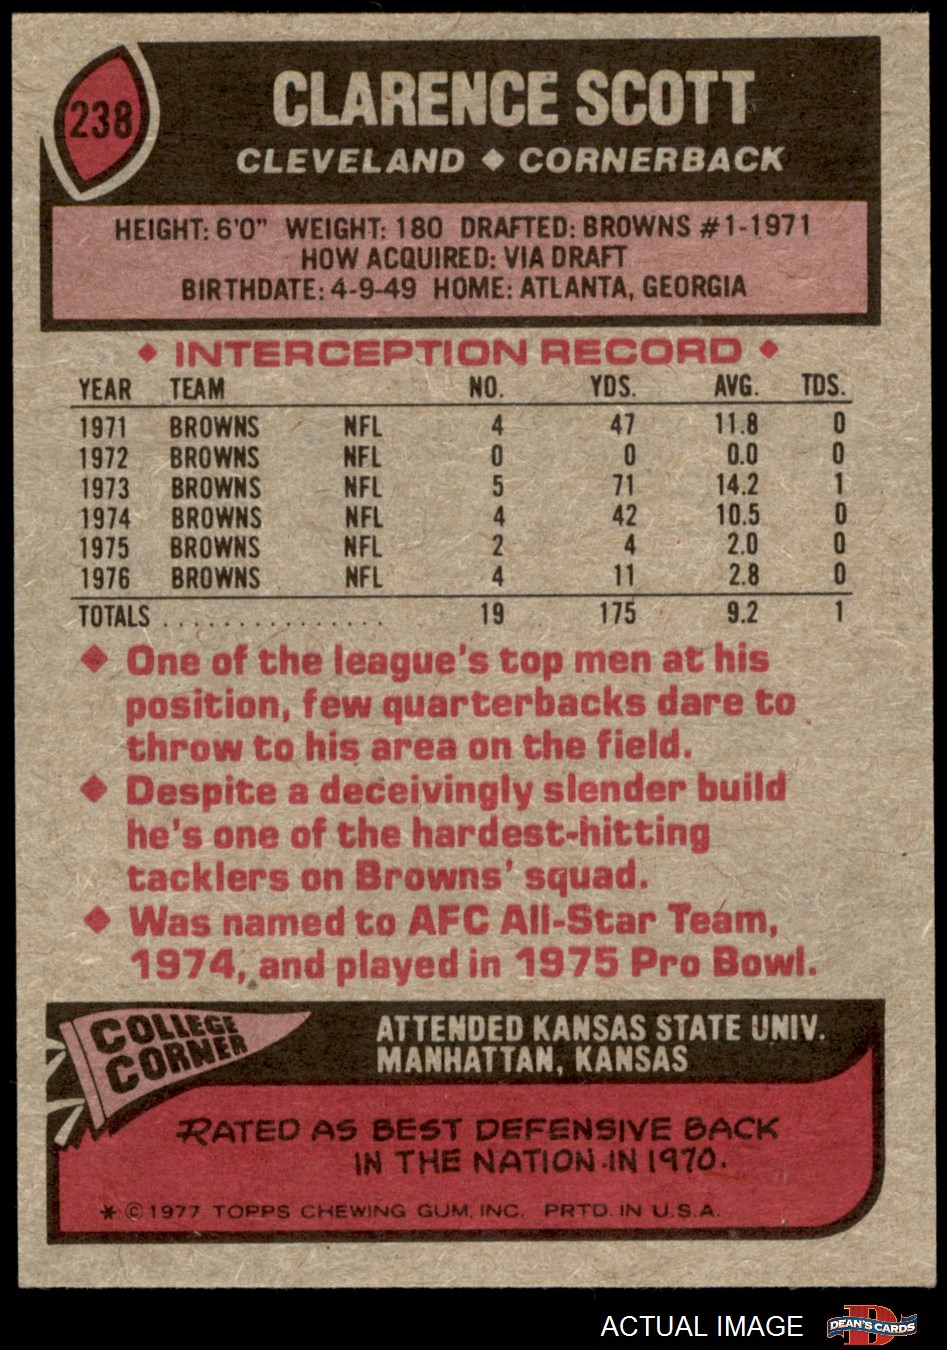 238
CLARENCE SCOTT
CLEVELAND ◆ CORNERBACK
HEIGHT: 6'0" WEIGHT: 180 DRAFTED: BROWNS #1-1971
HOW ACQUIRED: VIA DRAFT
BIRTHDATE: 4-9-49 HOME: ATLANTA, GEORGIA
◆ INTERCEPTION RECORD ◆
YEAR TEAM NO. YDS. AVG. TDS.
1971 BROWNS NFL 4 47 11.8 0
1972 BROWNS NFL 0 0 0.0 0
1973 BROWNS NFL 5 71 14.2 1
1974 BROWNS NFL 4 42 10.5 0
1975 BROWNS NFL 2 4 2.0 0
1976 BROWNS NFL 4 11 2.8 0
TOTALS . . . . . . . . . . . . . . . 19 175 9.2 1
◆ One of the league's top men at his
position, few quarterbacks dare to
throw to his area on the field.
◆ Despite a deceivingly slender build
he's one of the hardest-hitting
tacklers on Browns' squad.
◆ Was named to AFC All-Star Team,
1974, and played in 1975 Pro Bowl.
COLLEGE
CORNER
ATTENDED KANSAS STATE UNIV.
MANHATTAN, KANSAS
RATED AS BEST DEFENSIVE BACK
IN THE NATION IN 1970.
* © 1977 TOPPS CHEWING GUM, INC. PRTD. IN U.S.A.
ACTUAL IMAGE
D
DEAN'S CARDS